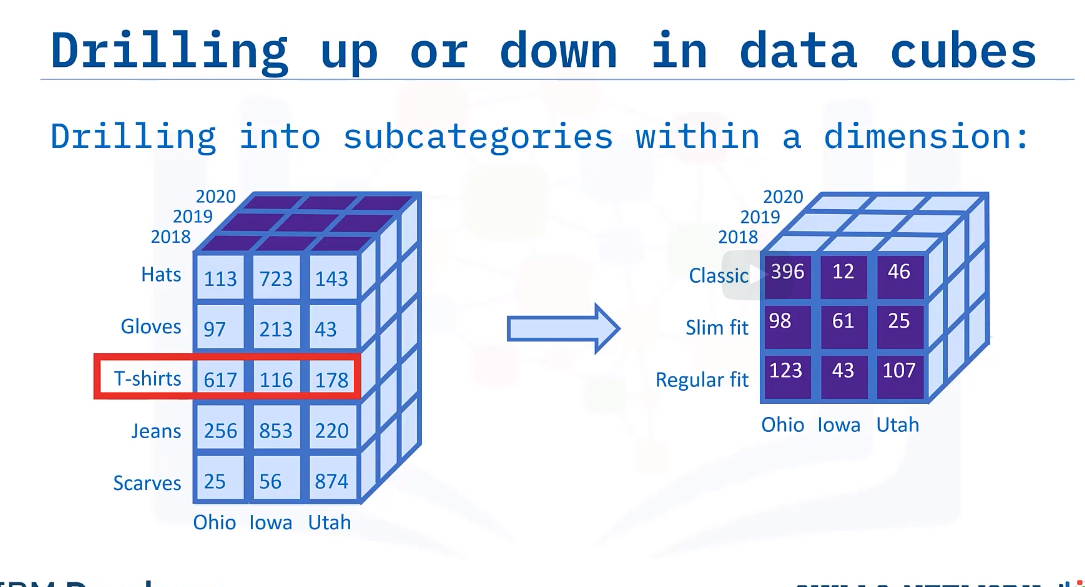 Drilling up or down in data cubes
Drilling into subcategories within a dimension:
2020
2019
2018
Hats 113 723 143
Gloves 97 213 43
T-shirts 617 116 178
Jeans 256 853 220
Scarves 25 56 874
Ohio Iowa Utah
2020
2019
2018
Classic 396 12 46
Slim fit 98 61 25
Regular fit 123 43 107
Ohio Iowa Utah